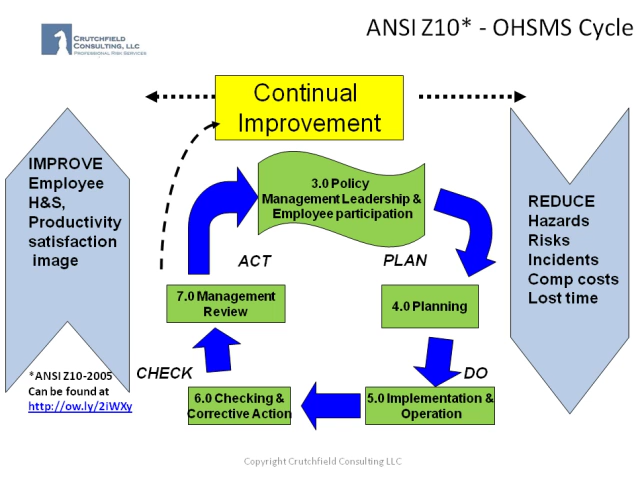 CRUTCHFIELD
CONSULTING, LLC
PROFESSIONAL RISK SERVICES
ANSI Z10* - OHSMS Cycle
Continual
Improvement
IMPROVE
Employee
H&S,
Productivity
satisfaction
image
3.0 Policy
Management Leadership &
Employee participation
REDUCE
Hazards
Risks
Incidents
Comp costs
Lost time
ACT
PLAN
7.0 Management
Review
4.0 Planning
*ANSI Z10-2005
Can be found at
http://ow.ly/2iWXy
CHECK
DO
6.0 Checking &
Corrective Action
5.0 Implementation &
Operation
Copyright Crutchfield Consulting LLC